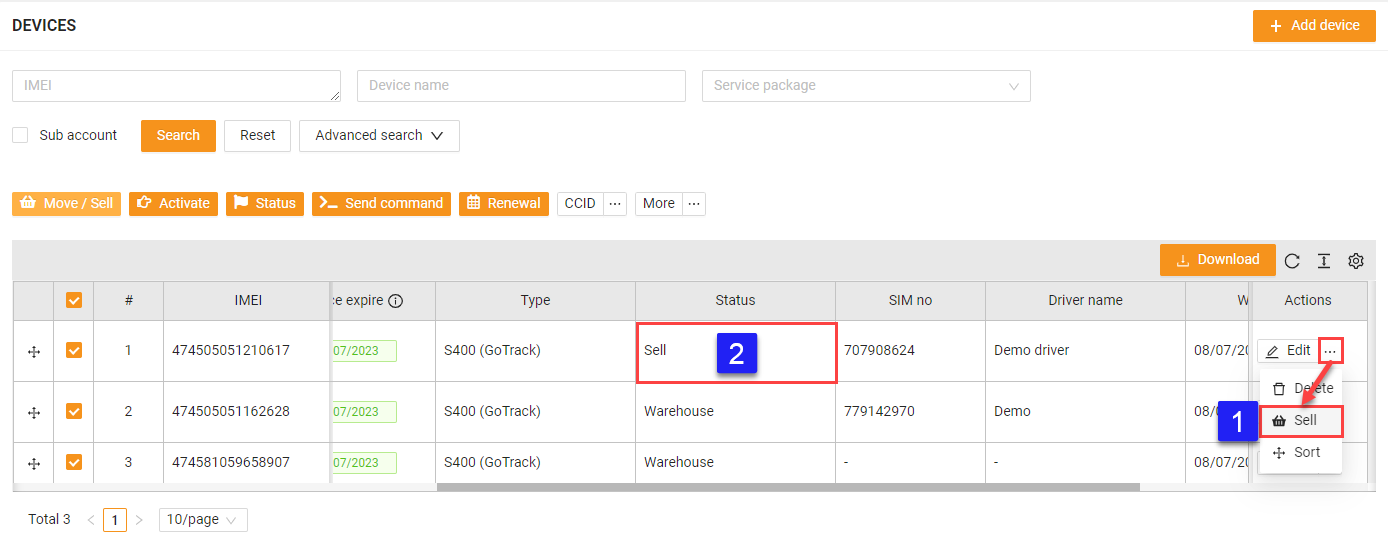 DEVICES
+ Add device
IMEI
Device name
Service package
Sub account
Search
Reset
Advanced search
Move / Sell
Activate
Status
Send command
Renewal
CCID ...
More ...
Download
# IMEI e expire Type Status SIM no Driver name W Actions
1 474505051210617 07/2023 S400 (GoTrack) Sell 2 707908624 Demo driver 08/07/20 Edit ...
Delete
2 474505051162628 07/2023 S400 (GoTrack) Warehouse 779142970 Demo 08/07
1 Sell
3 474581059658907 07/2023 S400 (GoTrack) Warehouse - - 08/07/20
Sort
Total 3 < 1 > 10/page